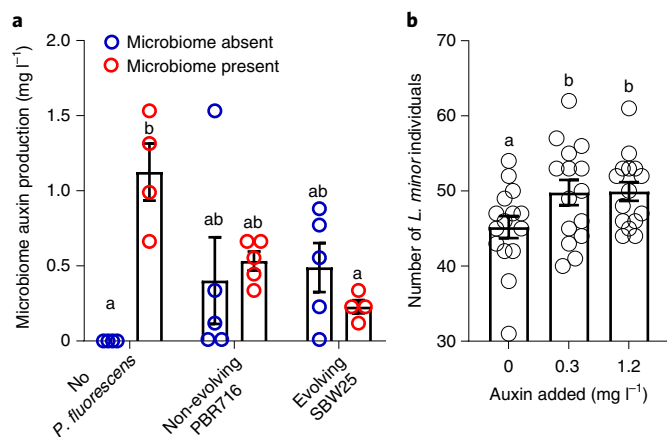 a
Microbiome auxin production (mg l⁻¹)
2.0
1.5
1.0
0.5
0
Microbiome absent
Microbiome present
a
b
ab
ab
ab
a
No
P. fluorescens
Non-evolving
PBR716
Evolving
SBW25
b
Number of L. minor individuals
70
60
50
40
30
a
b
b
0
0.3
1.2
Auxin added (mg l⁻¹)